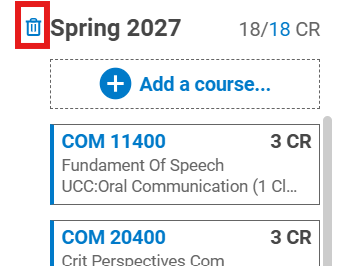 Spring 2027 18/18 CR
Add a course...
COM 11400 3 CR
Fundament Of Speech
UCC:Oral Communication (1 Cl...
COM 20400 3 CR
Crit Perspectives Com